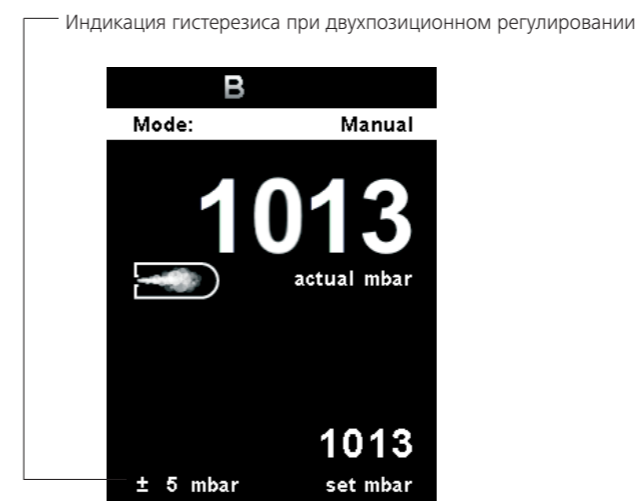 Индикация гистерезиса при двухпозиционном регулировании
B
Mode: Manual
1013
actual mbar
1013
± 5 mbar set mbar